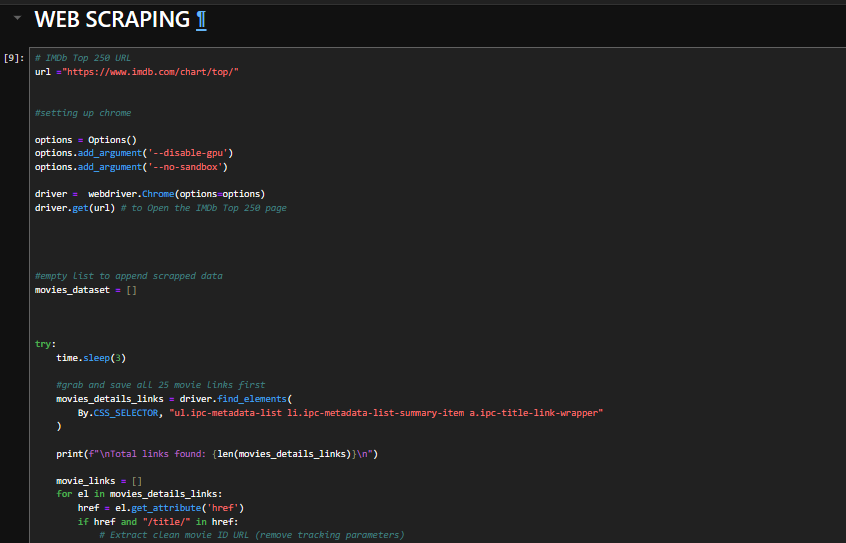 WEB SCRAPING ¶
[9]: # IMDb Top 250 URL
url ="https://www.imdb.com/chart/top/"
#setting up chrome
options = Options()
options.add_argument('--disable-gpu')
options.add_argument('--no-sandbox')
driver =  webdriver.Chrome(options=options)
driver.get(url) # to Open the IMDb Top 250 page
#empty list to append scrapped data
movies_dataset = []
try:
    time.sleep(3)
    #grab and save all 25 movie links first
    movies_details_links = driver.find_elements(
        By.CSS_SELECTOR, "ul.ipc-metadata-list li.ipc-metadata-list-summary-item a.ipc-title-link-wrapper"
    )
    print(f"\nTotal links found: {len(movies_details_links)}\n")
    movie_links = []
    for el in movies_details_links:
        href = el.get_attribute('href')
        if href and "/title/" in href:
            # Extract clean movie ID URL (remove tracking parameters)